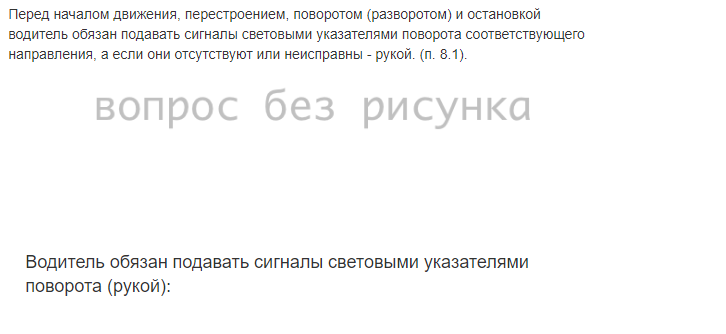 Перед началом движения, перестроением, поворотом (разворотом) и остановкой
водитель обязан подавать сигналы световыми указателями поворота соответствующего
направления, а если они отсутствуют или неисправны - рукой. (п. 8.1).
вопрос без рисунка
Водитель обязан подавать сигналы световыми указателями
поворота (рукой):